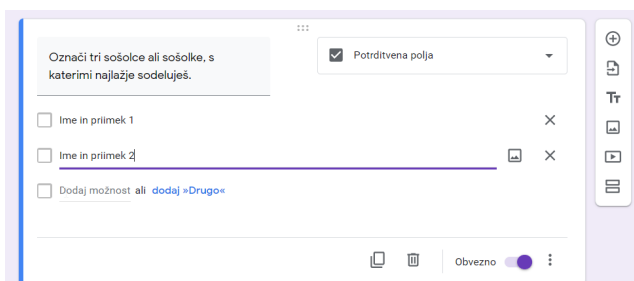 Označi tri sošolce ali sošolke, s
katerimi najlažje sodeluješ.
Potrditvena polja
Ime in priimek 1
Ime in priimek 2
Dodaj možnost ali dodaj »Drugo«
Obvezno
Tт